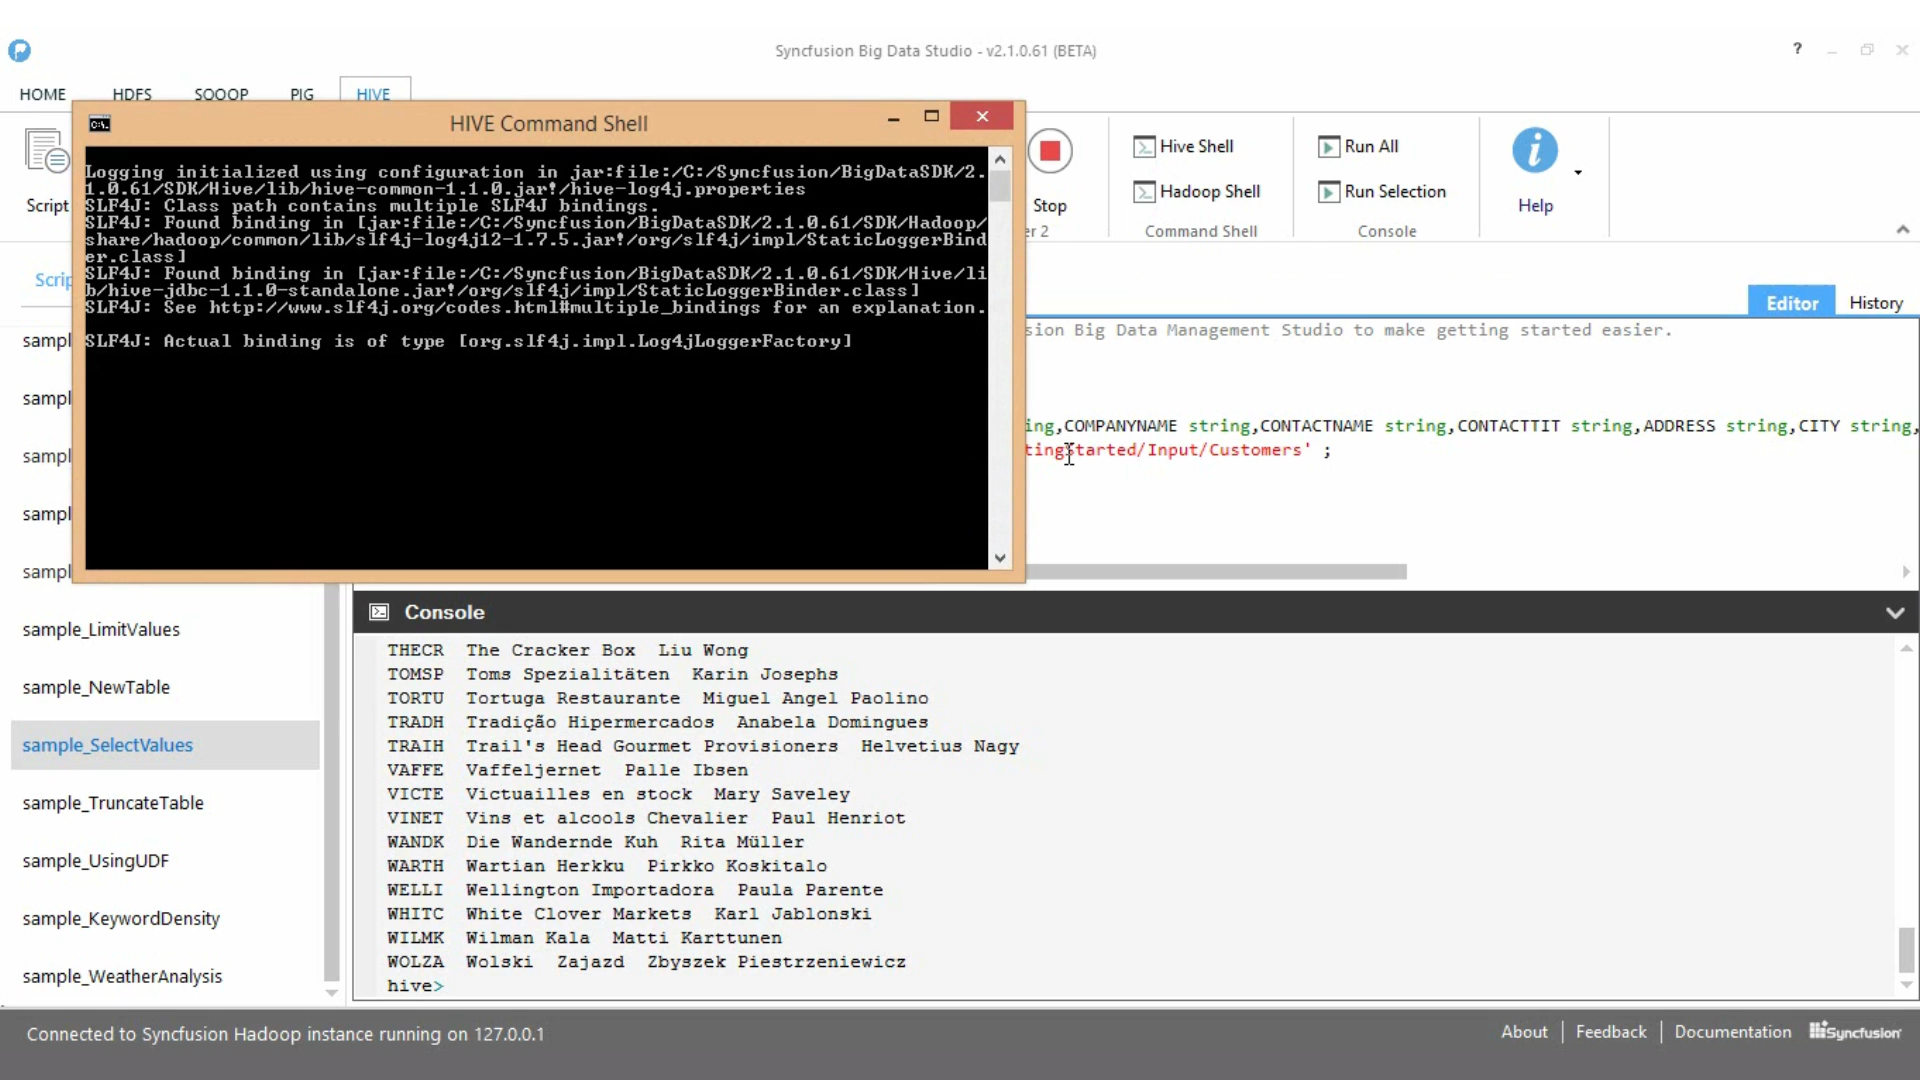 Syncfusion Big Data Studio - v2.1.0.61 (BETA)
?
HOME HDFS SQOOP PIG HIVE
HIVE Command Shell
Script
Stop
Hive Shell
Hadoop Shell
Command Shell
Run All
Run Selection
Console
Help
er 2
Logging initialized using configuration in jar:file:/C:/Syncfusion/BigDataSDK/2.
1.0.61/SDK/Hive/lib/hive-common-1.1.0.jar!/hive-log4j.properties
SLF4J: Class path contains multiple SLF4J bindings.
SLF4J: Found binding in [jar:file:/C:/Syncfusion/BigDataSDK/2.1.0.61/SDK/Hadoop/
share/hadoop/common/lib/slf4j-log4j12-1.7.5.jar!/org/slf4j/impl/StaticLoggerBind
er.class]
SLF4J: Found binding in [jar:file:/C:/Syncfusion/BigDataSDK/2.1.0.61/SDK/Hive/li
b/hive-jdbc-1.1.0-standalone.jar!/org/slf4j/impl/StaticLoggerBinder.class]
SLF4J: See http://www.slf4j.org/codes.html#multiple_bindings for an explanation.
SLF4J: Actual binding is of type [org.slf4j.impl.Log4jLoggerFactory]
Scrip
Editor History
sion Big Data Management Studio to make getting started easier.
ing,COMPANYNAME string,CONTACTNAME string,CONTACTTIT string,ADDRESS string,CITY string,
tingStarted/Input/Customers' ;
sampl
sampl
sampl
sampl
sampl
sample_LimitValues
sample_NewTable
sample_SelectValues
sample_TruncateTable
sample_UsingUDF
sample_KeywordDensity
sample_WeatherAnalysis
Console
THECR The Cracker Box Liu Wong
TOMSP Toms Spezialitäten Karin Josephs
TORTU Tortuga Restaurante Miguel Angel Paolino
TRADH Tradição Hipermercados Anabela Domingues
TRAIH Trail's Head Gourmet Provisioners Helvetius Nagy
VAFFE Vaffeljernet Palle Ibsen
VICTE Victuailles en stock Mary Saveley
VINET Vins et alcools Chevalier Paul Henriot
WANDK Die Wandernde Kuh Rita Müller
WARTH Wartian Herkku Pirkko Koskitalo
WELLI Wellington Importadora Paula Parente
WHITC White Clover Markets Karl Jablonski
WILMK Wilman Kala Matti Karttunen
WOLZA Wolski Zajazd Zbyszek Piestrzeniewicz
hive>
Connected to Syncfusion Hadoop instance running on 127.0.0.1
About Feedback Documentation Syncfusion